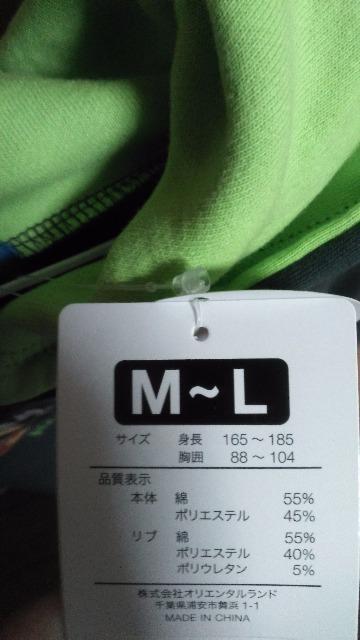 M~L
サイズ 身長 165～185
胸囲 88～104
品質表示
本体 綿 55%
ポリエステル 45%
リブ 綿 55%
ポリエステル 40%
ポリウレタン 5%
株式会社オリエンタルランド
千葉県浦安市舞浜 1-1
MADE IN CHINA